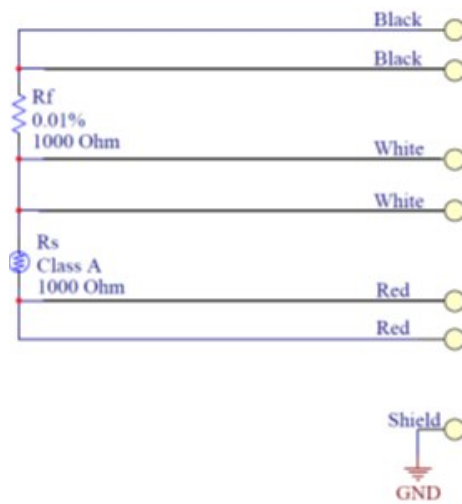 Black
Black
Rf
0.01%
1000 Ohm
White
White
Rs
Class A
1000 Ohm
Red
Red
Shield
GND